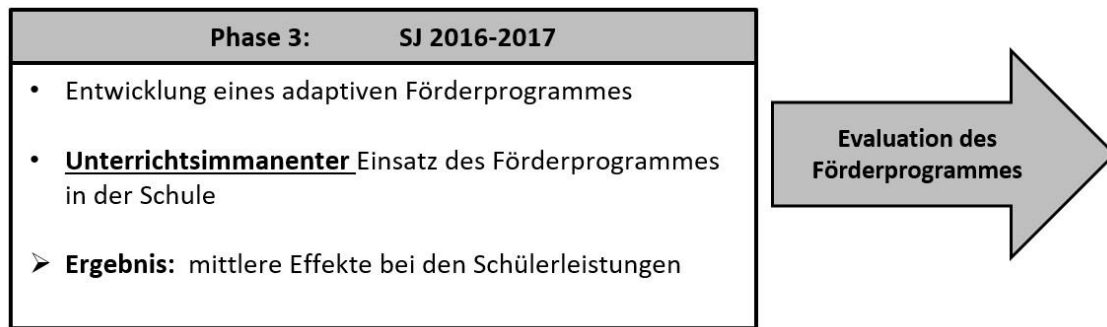 Phase 3: SJ 2016-2017
• Entwicklung eines adaptiven Förderprogrammes
• Unterrichtsimmanenter Einsatz des Förderprogrammes
in der Schule
➢ Ergebnis: mittlere Effekte bei den Schülerleistungen
Evaluation des
Förderprogrammes